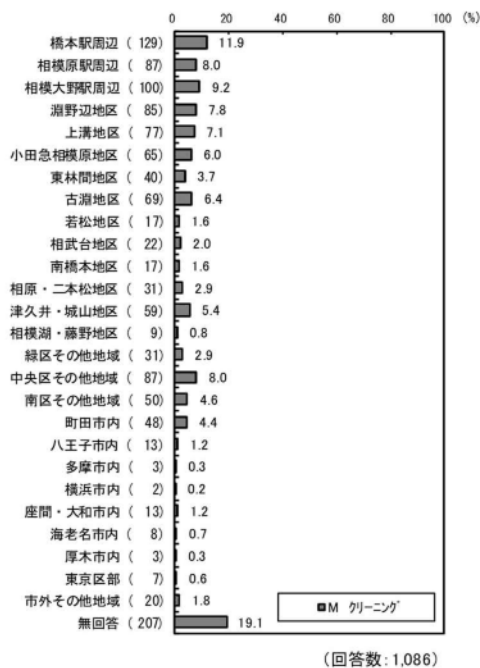 0 20 40 60 80 100 (%)
橋本駅周辺 ( 129) 11.9
相模原駅周辺 ( 87) 8.0
相模大野駅周辺 ( 100) 9.2
淵野辺地区 ( 85) 7.8
上溝地区 ( 77) 7.1
小田急相模原地区 ( 65) 6.0
東林間地区 ( 40) 3.7
古淵地区 ( 69) 6.4
若松地区 ( 17) 1.6
相武台地区 ( 22) 2.0
南橋本地区 ( 17) 1.6
相原・二本松地区 ( 31) 2.9
津久井・城山地区 ( 59) 5.4
相模湖・藤野地区 ( 9) 0.8
緑区その他地域 ( 31) 2.9
中央区その他地域 ( 87) 8.0
南区その他地域 ( 50) 4.6
町田市内 ( 48) 4.4
八王子市内 ( 13) 1.2
多摩市内 ( 3) 0.3
横浜市内 ( 2) 0.2
座間・大和市内 ( 13) 1.2
海老名市内 ( 8) 0.7
厚木市内 ( 3) 0.3
東京区部 ( 7) 0.6
市外その他地域 ( 20) 1.8
無回答 ( 207) 19.1
M クリーニング
(回答数:1,086)